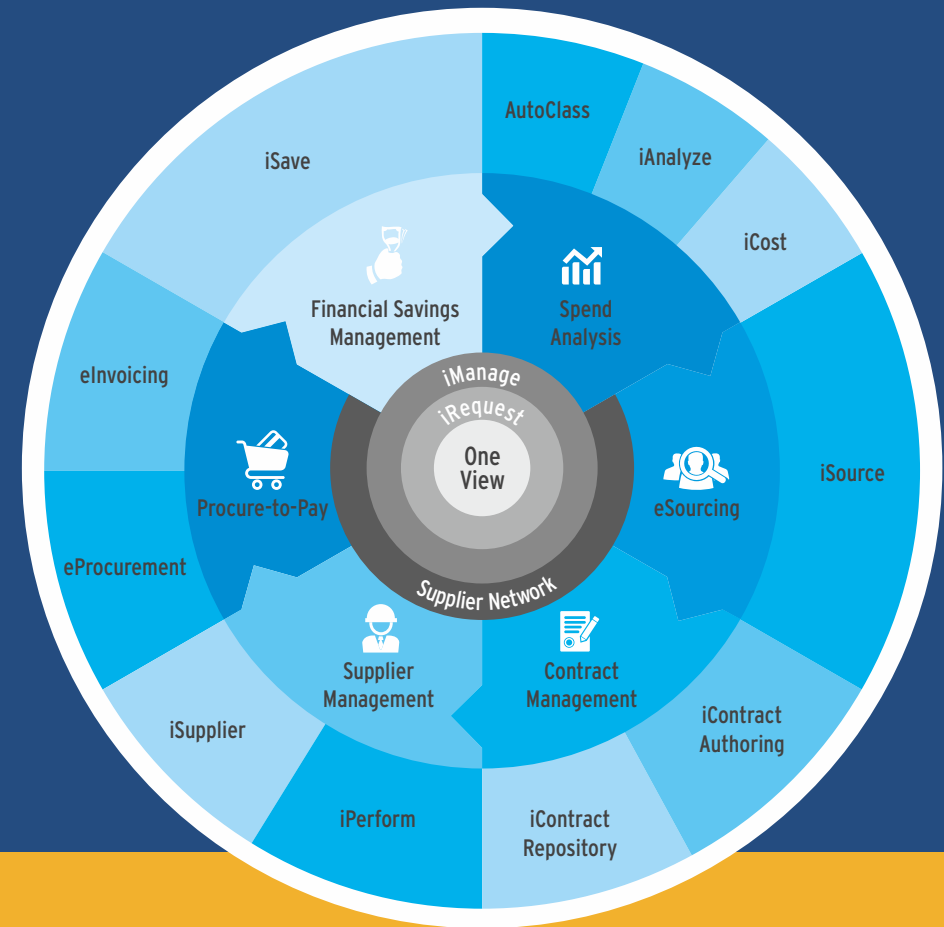 AutoClass
iAnalyze
iCost
iSave
Financial Savings
Management
Spend
Analysis
eInvoicing
iManage
iRequest
One
View
Supplier Network
Procure-to-Pay
eSourcing
iSource
eProcurement
Supplier
Management
Contract
Management
iSupplier
iContract
Authoring
iPerform
iContract
Repository